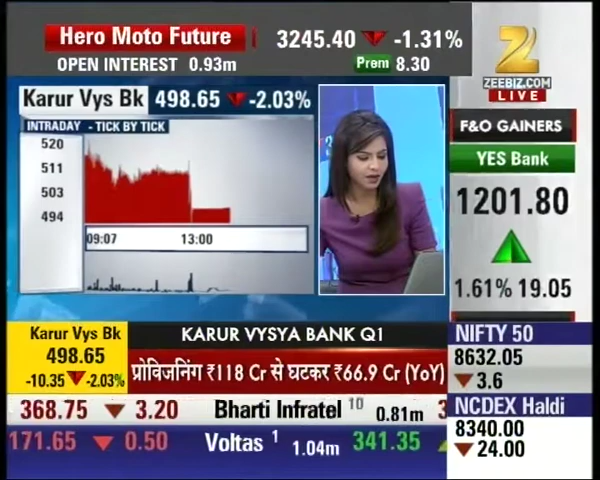 Hero Moto Future 3245.40 -1.31%
OPEN INTEREST 0.93m Prem 8.30
ZEEBIZ.COM
LIVE
Karur Vys Bk 498.65 -2.03%
INTRADAY - TICK BY TICK
520
511
503
494
09:07 13:00
F&O GAINERS
YES Bank
1201.80
1.61% 19.05
Karur Vys Bk
498.65
-10.35 -2.03%
KARUR VYSYA BANK Q1
प्रोविजनिंग ₹118 Cr से घटकर ₹66.9 Cr (YoY)
NIFTY 50
8632.05
3.6
368.75 3.20 Bharti Infratel 10 0.81m 3
171.65 0.50 Voltas 1 1.04m 341.35
NCDEX Haldi
8340.00
24.00